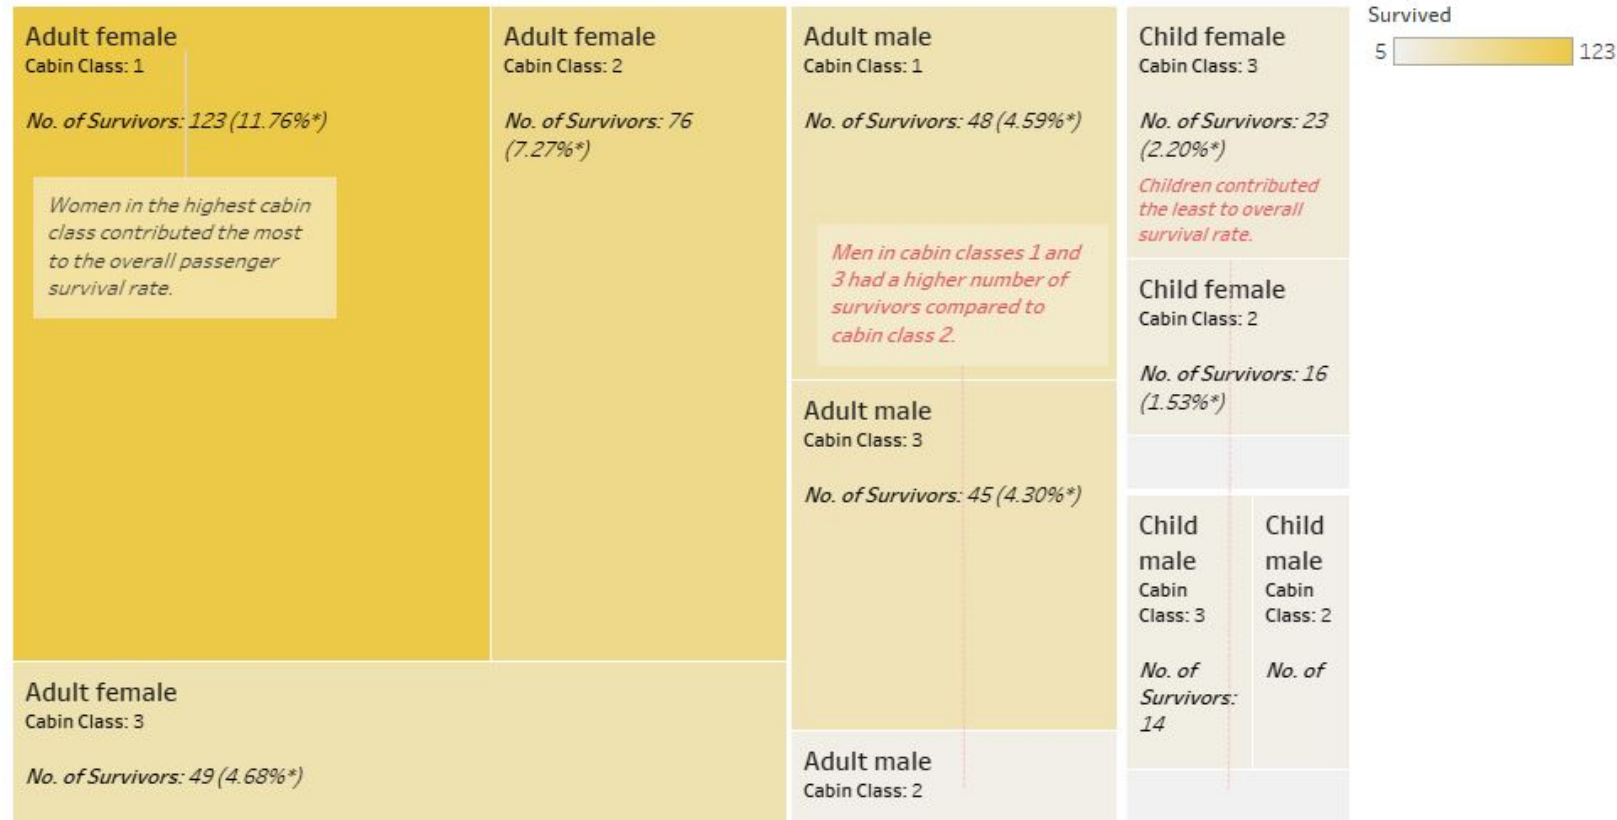 Adult female
Cabin Class: 1
No. of Survivors: 123 (11.76%*)
Women in the highest cabin
class contributed the most
to the overall passenger
survival rate.
Adult female
Cabin Class: 2
No. of Survivors: 76
(7.27%*)
Adult female
Cabin Class: 3
No. of Survivors: 49 (4.68%*)
Adult male
Cabin Class: 1
No. of Survivors: 48 (4.59%*)
Men in cabin classes 1 and
3 had a higher number of
survivors compared to
cabin class 2.
Adult male
Cabin Class: 3
No. of Survivors: 45 (4.30%*)
Adult male
Cabin Class: 2
Child female
Cabin Class: 3
No. of Survivors: 23
(2.20%*)
Children contributed
the least to overall
survival rate.
Child female
Cabin Class: 2
No. of Survivors: 16
(1.53%*)
Child
male
Cabin
Class: 3
No. of
Survivors:
14
Child
male
Cabin
Class: 2
No. of
Survived
5 123